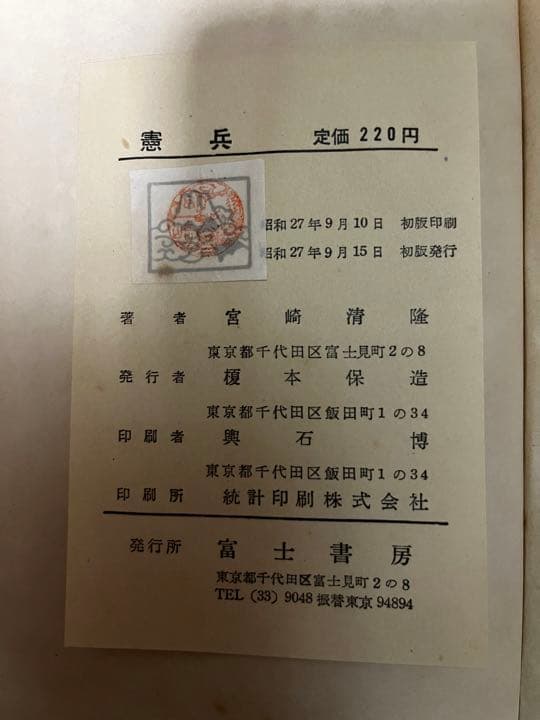 憲兵 定価 220円
昭和27年9月10日 初版印刷
昭和27年9月15日 初版発行
著者 宮崎清隆
東京都千代田区富士見町2の8
発行者 榎本保造
東京都千代田区飯田町1の34
印刷者 輿石博
東京都千代田区飯田町1の34
印刷所 統計印刷株式会社
発行所 富士書房
東京都千代田区富士見町2の8
TEL (33) 9048 振替東京 94894